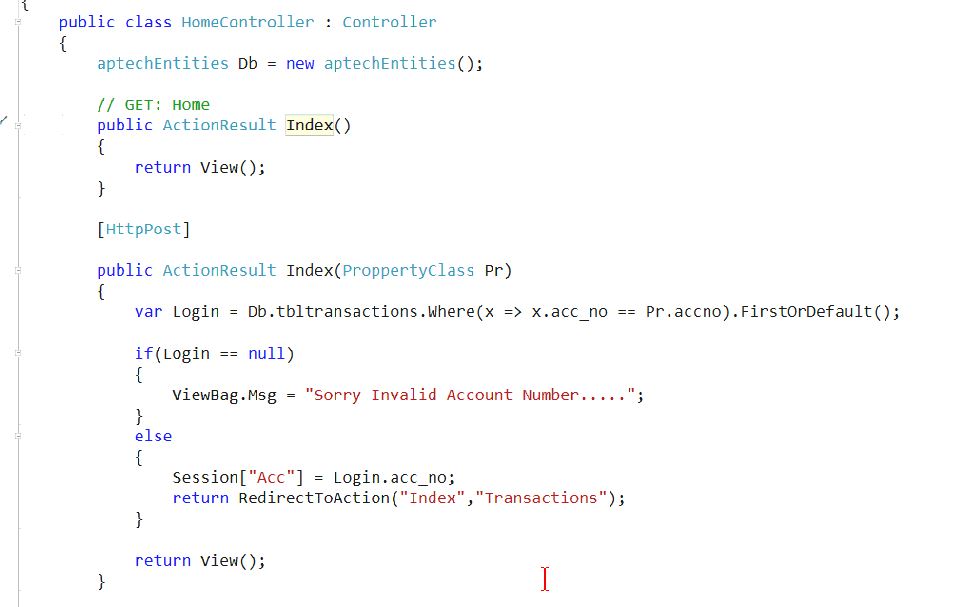 {
public class HomeController : Controller
{
aptechEntities Db = new aptechEntities();
// GET: Home
public ActionResult Index()
{
return View();
}
[HttpPost]
public ActionResult Index(ProppertyClass Pr)
{
var Login = Db.tbltransactions.Where(x => x.acc_no == Pr.accno).FirstOrDefault();
if(Login == null)
{
ViewBag.Msg = "Sorry Invalid Account Number.....";
}
else
{
Session["Acc"] = Login.acc_no;
return RedirectToAction("Index","Transactions");
}
return View();
}